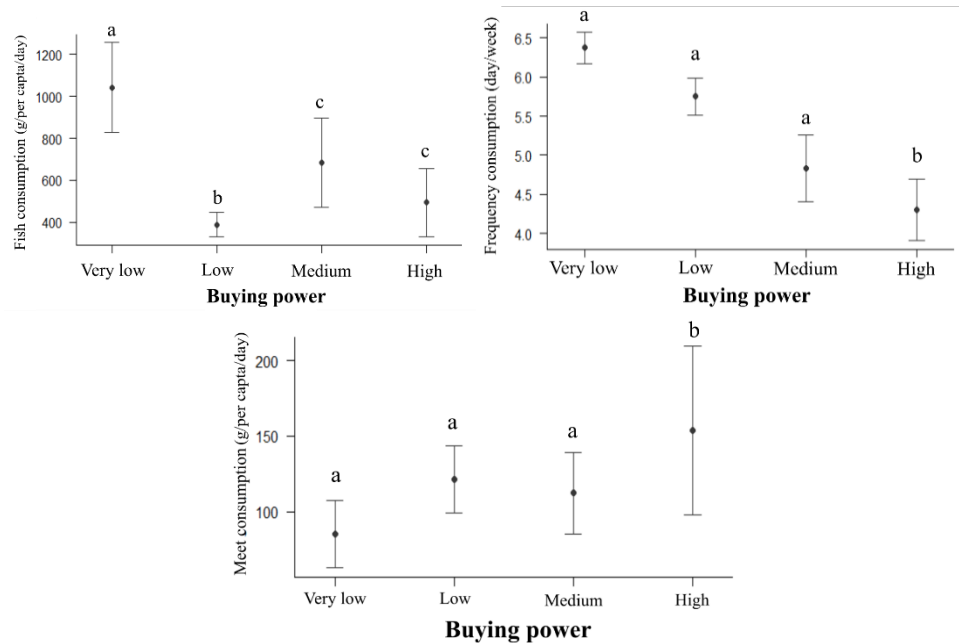 Fish consumption (g/per capta/day)
1200
1000
800
600
400
a
b
c
c
Very low
Low
Medium
High
Buying power
Frequency consumption (day/week)
6.5
6.0
5.5
5.0
4.5
4.0
a
a
a
b
Very low
Low
Medium
High
Buying power
Meet consumption (g/per capta/day)
200
150
100
a
a
a
b
Very low
Low
Medium
High
Buying power